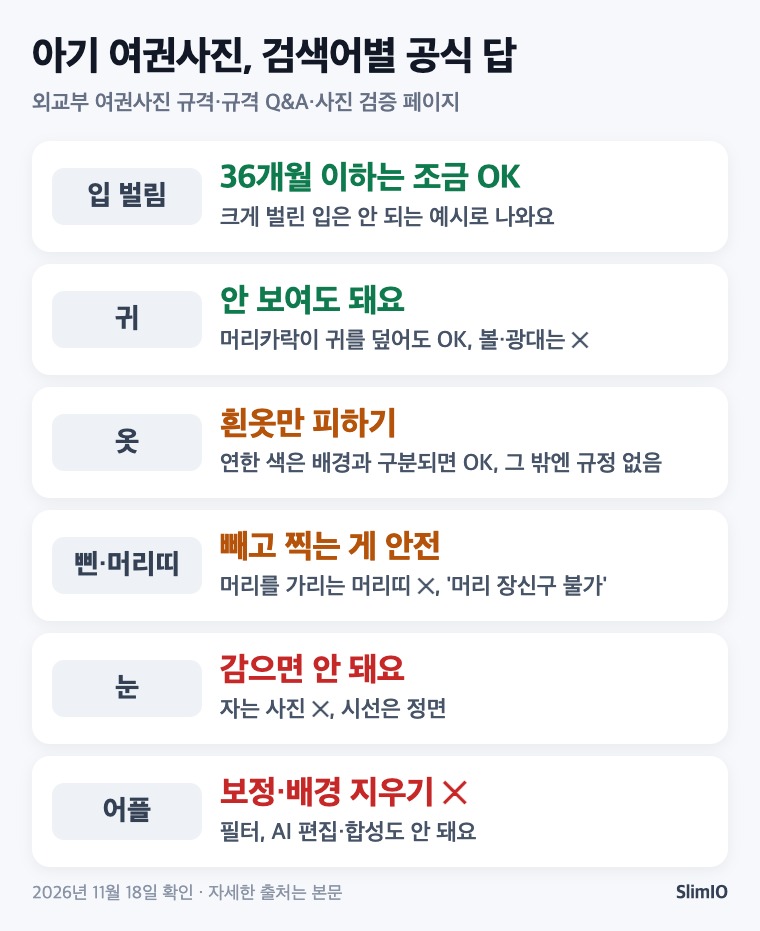 아기 여권사진, 검색어별 공식 답
외교부 여권사진 규격·규격 Q&A·사진 검증 페이지
입 벌림
36개월 이하는 조금 OK
크게 벌린 입은 안 되는 예시로 나와요
귀
안 보여도 돼요
머리카락이 귀를 덮어도 OK, 볼·광대는 ✕
옷
흰옷만 피하기
연한 색은 배경과 구분되면 OK, 그 밖엔 규정 없음
삔·머리띠
빼고 찍는 게 안전
머리를 가리는 머리띠 ✕, '머리 장신구 불가'
눈
감으면 안 돼요
자는 사진 ✕, 시선은 정면
어플
보정·배경 지우기 ✕
필터, AI 편집·합성도 안 돼요
2026년 11월 18일 확인 · 자세한 출처는 본문
SlimIO